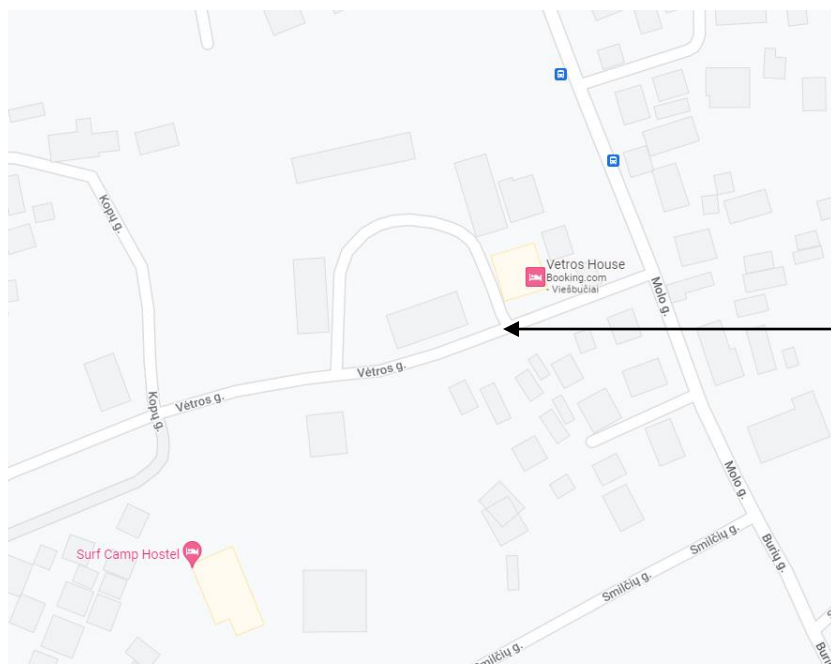 Kopų g.
Vetros House
Booking.com
- Viešbučiai
Molo g.
Vėtros g.
Vėtros g.
Kopų g.
Molo g.
Smilčių g.
Burių g.
Surf Camp Hostel
Smilčių g.
Smilčių g.